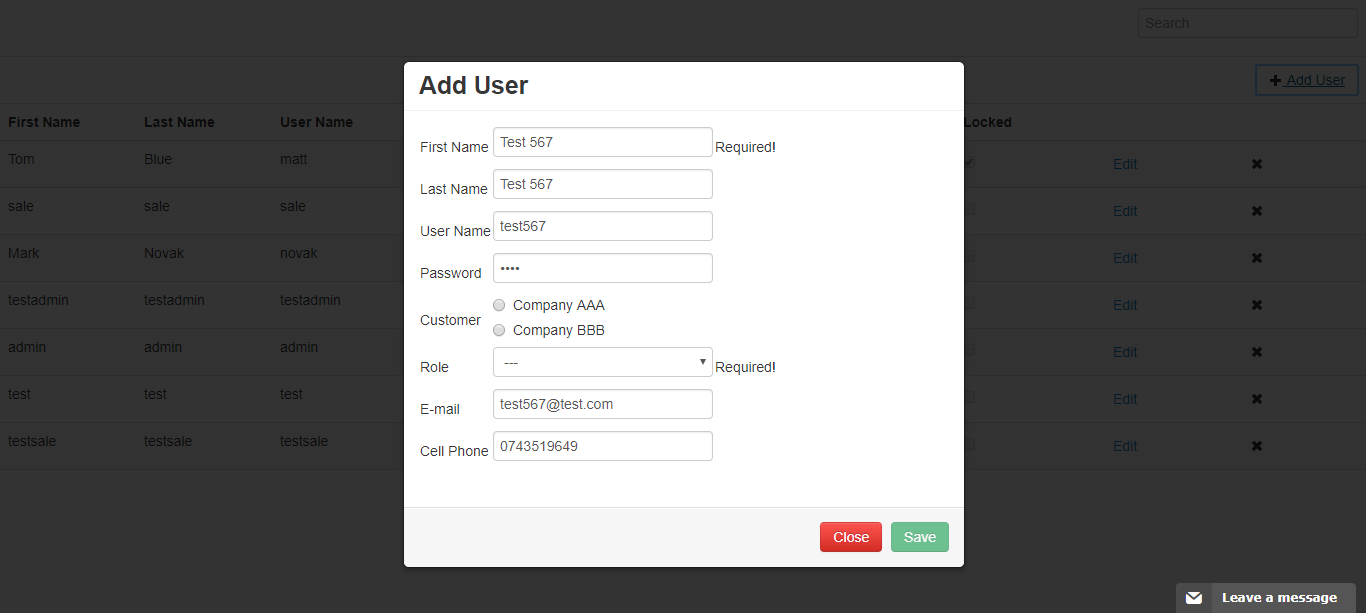 Search
Add User
First Name Last Name User Name Locked
Tom Blue matt Edit
sale sale sale Edit
Mark Novak novak Edit
testadmin testadmin testadmin Edit
admin admin admin Edit
test test test Edit
testsale testsale testsale Edit
Add User
First Name Test 567 Required!
Last Name Test 567
User Name test567
Password ••••
Customer
Company AAA
Company BBB
Role --- Required!
E-mail test567@test.com
Cell Phone 0743519649
Close Save
Leave a message